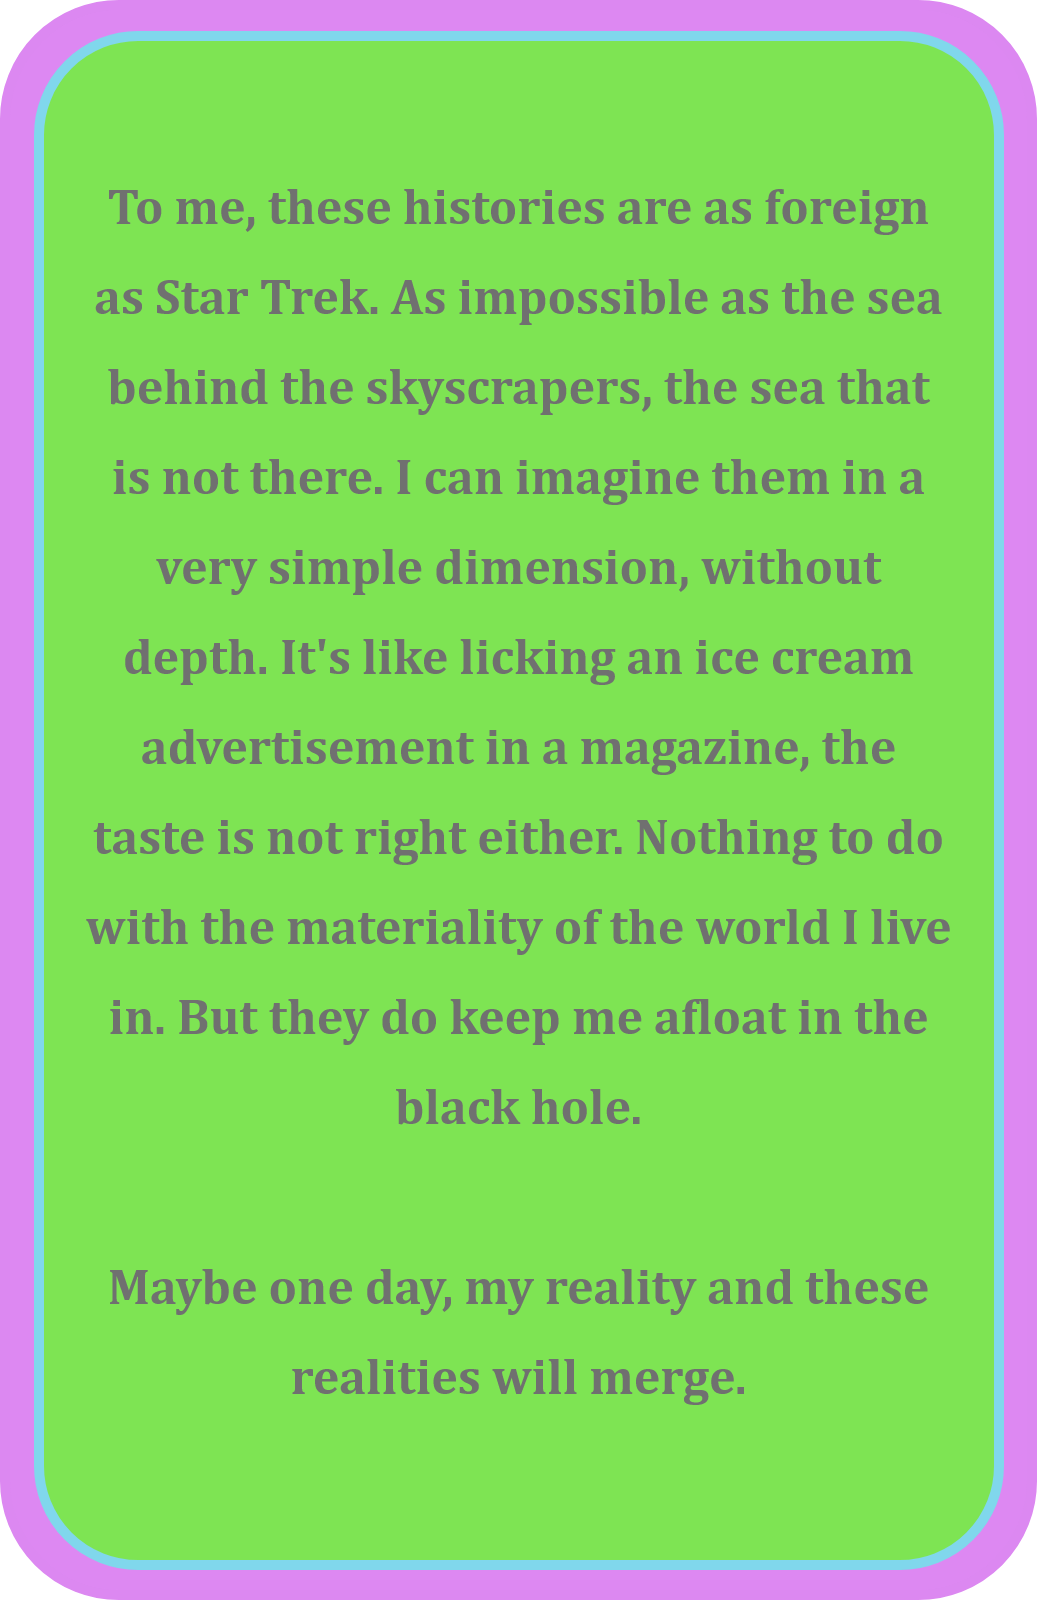 To me, these histories are as foreign
as Star Trek. As impossible as the sea
behind the skyscrapers, the sea that
is not there. I can imagine them in a
very simple dimension, without
depth. It's like licking an ice cream
advertisement in a magazine, the
taste is not right either. Nothing to do
with the materiality of the world I live
in. But they do keep me afloat in the
black hole.
Maybe one day, my reality and these
realities will merge.